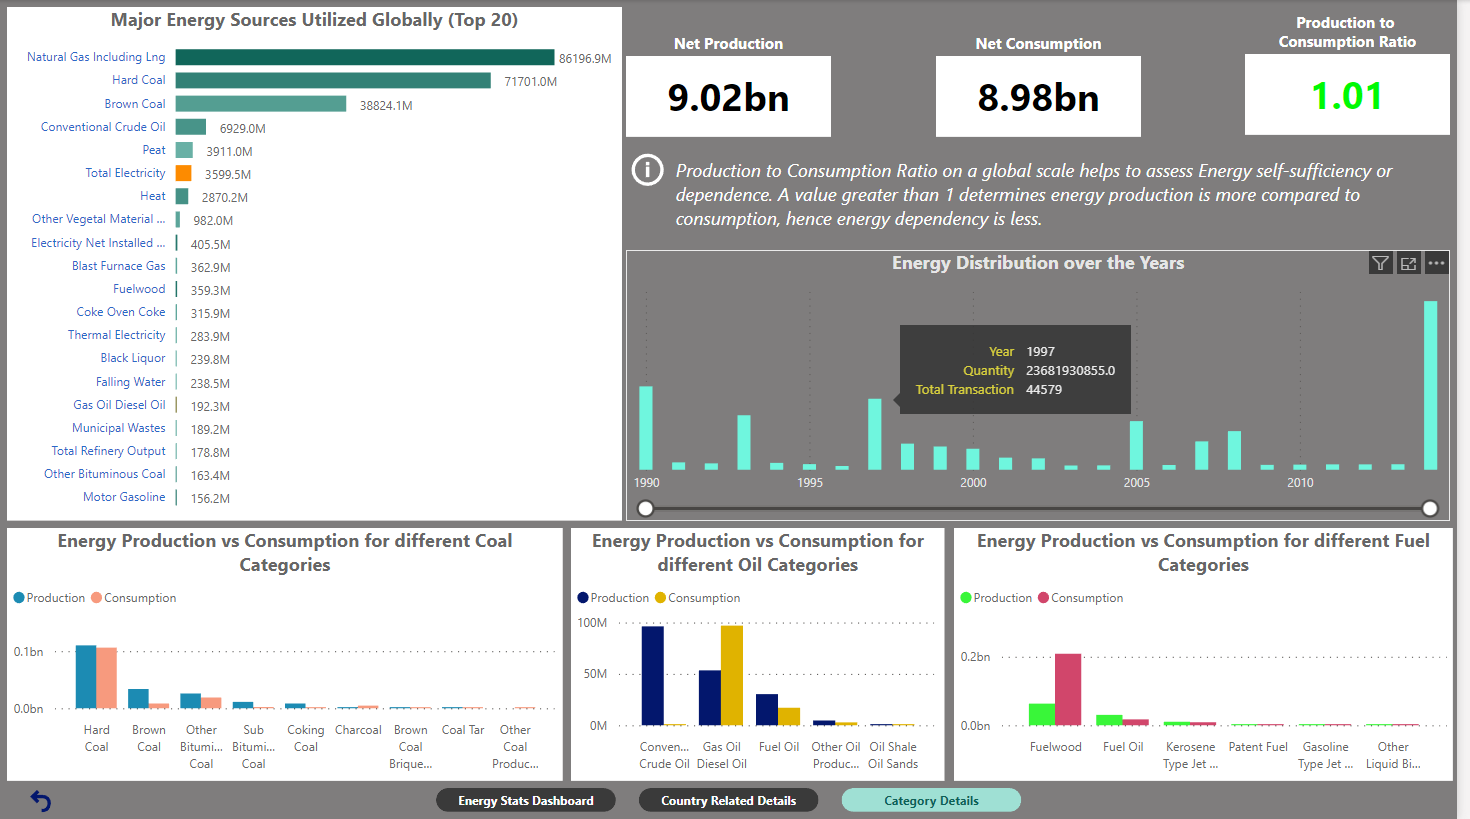 Major Energy Sources Utilized Globally (Top 20)
Natural Gas Including Lng 86196.9M
Hard Coal 71701.0M
Brown Coal 38824.1M
Conventional Crude Oil 6929.0M
Peat 3911.0M
Total Electricity 3599.5M
Heat 2870.2M
Other Vegetal Material ... 982.0M
Electricity Net Installed ... 405.5M
Blast Furnace Gas 362.9M
Fuelwood 359.3M
Coke Oven Coke 315.9M
Thermal Electricity 283.9M
Black Liquor 239.8M
Falling Water 238.5M
Gas Oil Diesel Oil 192.3M
Municipal Wastes 189.2M
Total Refinery Output 178.8M
Other Bituminous Coal 163.4M
Motor Gasoline 156.2M
Net Production
9.02bn
Net Consumption
8.98bn
Production to
Consumption Ratio
1.01
Production to Consumption Ratio on a global scale helps to assess Energy self-sufficiency or
dependence. A value greater than 1 determines energy production is more compared to
consumption, hence energy dependency is less.
Energy Distribution over the Years
Year 1997
Quantity 23681930855.0
Total Transaction 44579
1990 1995 2000 2005 2010
Energy Production vs Consumption for different Coal
Categories
Production Consumption
0.1bn
0.0bn
Hard Brown Other Sub Coking Charcoal Brown Coal Tar Other
Coal Coal Bitumi... Bitumi... Coal Coal Coal
Coal Coal Brique... Produc...
Energy Production vs Consumption for
different Oil Categories
Production Consumption
100M
50M
0M
Conven... Gas Oil Fuel Oil Other Oil Oil Shale
Crude Oil Diesel Oil Produc... Oil Sands
Energy Production vs Consumption for different Fuel
Categories
Production Consumption
0.2bn
0.0bn
Fuelwood Fuel Oil Kerosene Patent Fuel Gasoline Other
Type Jet ... Type Jet ... Liquid Bi...
Energy Stats Dashboard
Country Related Details
Category Details